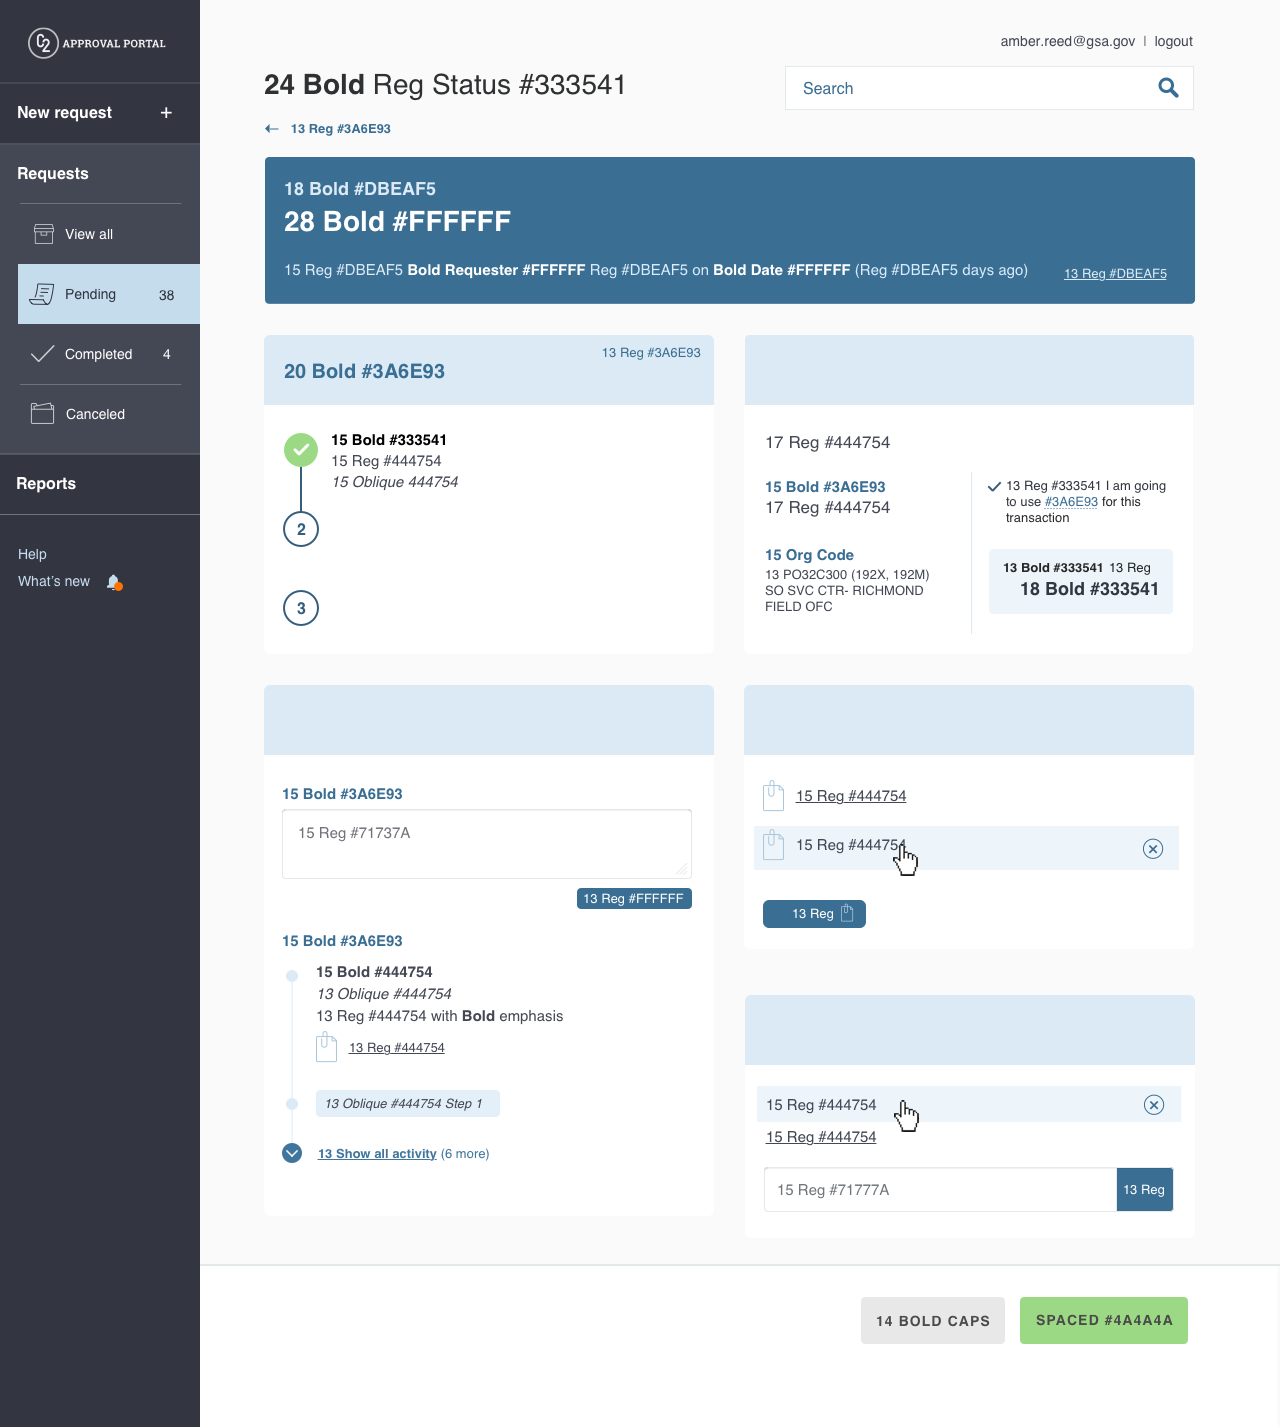 C2 APPROVAL PORTAL
New request +
Requests
View all
Pending 38
Completed 4
Canceled
Reports
Help
What's new
amber.reed@gsa.gov | logout
24 Bold Reg Status #333541
Search
13 Reg #3A6E93
18 Bold #DBEAF5
28 Bold #FFFFFF
15 Reg #DBEAF5 Bold Requester #FFFFFF Reg #DBEAF5 on Bold Date #FFFFFF (Reg #DBEAF5 days ago)
13 Reg #DBEAF5
13 Reg #3A6E93
20 Bold #3A6E93
15 Bold #333541
15 Reg #444754
15 Oblique 444754
2
3
17 Reg #444754
15 Bold #3A6E93
17 Reg #444754
15 Org Code
13 PO32C300 (192X, 192M)
SO SVC CTR- RICHMOND
FIELD OFC
13 Reg #333541 I am going
to use #3A6E93 for this
transaction
13 Bold #333541 13 Reg
18 Bold #333541
15 Bold #3A6E93
15 Reg #71737A
13 Reg #FFFFFF
15 Bold #3A6E93
15 Bold #444754
13 Oblique #444754
13 Reg #444754 with Bold emphasis
13 Reg #444754
13 Oblique #444754 Step 1
13 Show all activity (6 more)
15 Reg #444754
15 Reg #444754
13 Reg
15 Reg #444754
15 Reg #444754
15 Reg #71777A
13 Reg
14 BOLD CAPS
SPACED #4A4A4A